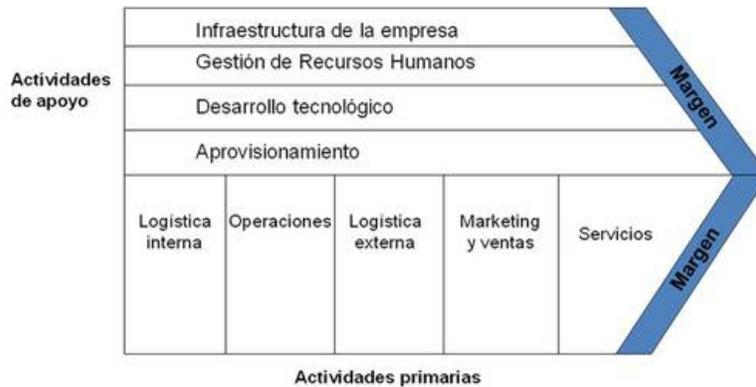 Infraestructura de la empresa
Gestión de Recursos Humanos
Actividades
de apoyo
Desarrollo tecnológico
Aprovisionamiento
Margen
Logística
interna
Operaciones
Logística
externa
Marketing
y ventas
Servicios
Margen
Actividades primarias